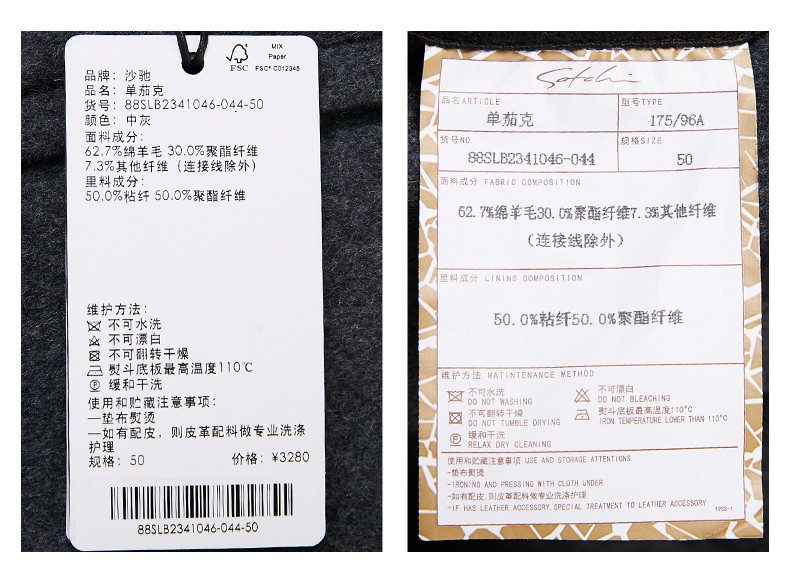 MIX
Paper
FSC
FSC® C012345
品牌: 沙驰
品名: 单茄克
货号: 88SLB2341046-044-50
颜色: 中灰
面料成分:
62.7%绵羊毛 30.0%聚酯纤维
7.3%其他纤维（连接线除外）
里料成分:
50.0%粘纤 50.0%聚酯纤维
维护方法:
不可水洗
不可漂白
不可翻转干燥
熨斗底板最高温度110℃
缓和干洗
使用和贮藏注意事项:
—垫布熨烫
—如有配皮，则皮革配料做专业洗涤
护理
规格: 50 价格: ¥3280
88SLB2341046-044-50
Satchi
品名ARTICLE 型号TYPE
单茄克 175/96A
货号NO. 规格SIZE
88SLB2341046-044 50
面料成分 FABRIC COMPOSITION
62.7%绵羊毛30.0%聚酯纤维7.3%其他纤维
（连接线除外）
里料成分 LINING COMPOSITION
50.0%粘纤50.0%聚酯纤维
维护方法 MATINTENANCE METHOD
不可水洗 不可漂白
DO NOT WASHING DO NOT BLEACHING
不可翻转干燥 熨斗底板最高温度110°C
DO NOT TUMBLE DRYING IRON TEMPERATURE LOWER THAN 110°C
缓和干洗
RELAX DRY CLEANING
使用和贮藏注意事项 USE AND STORAGE ATTENTIONS
-垫布熨烫
-IRONING AND PRESSING WITH CLOTH UNDER
-如有配皮, 则皮革配料做专业洗涤护理
-IF HAS LEATHER ACCESSORY, SPECIAL TREATMENT TO LEATHER ACCESSORY